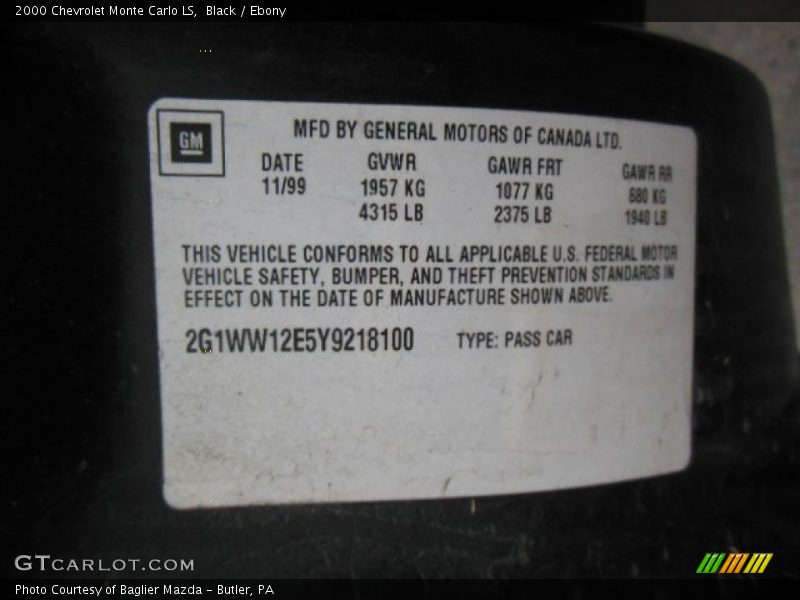 2000 Chevrolet Monte Carlo LS, Black / Ebony
GM
MFD BY GENERAL MOTORS OF CANADA LTD.
DATE GVWR GAWR FRT GAWR RR
11/99 1957 KG 1077 KG 880 KG
4315 LB 2375 LB 1940 LB
THIS VEHICLE CONFORMS TO ALL APPLICABLE U.S. FEDERAL MOTOR
VEHICLE SAFETY, BUMPER, AND THEFT PREVENTION STANDARDS IN
EFFECT ON THE DATE OF MANUFACTURE SHOWN ABOVE.
2G1WW12E5Y9218100 TYPE: PASS CAR
GTCARLOT.COM
Photo Courtesy of Baglier Mazda - Butler, PA